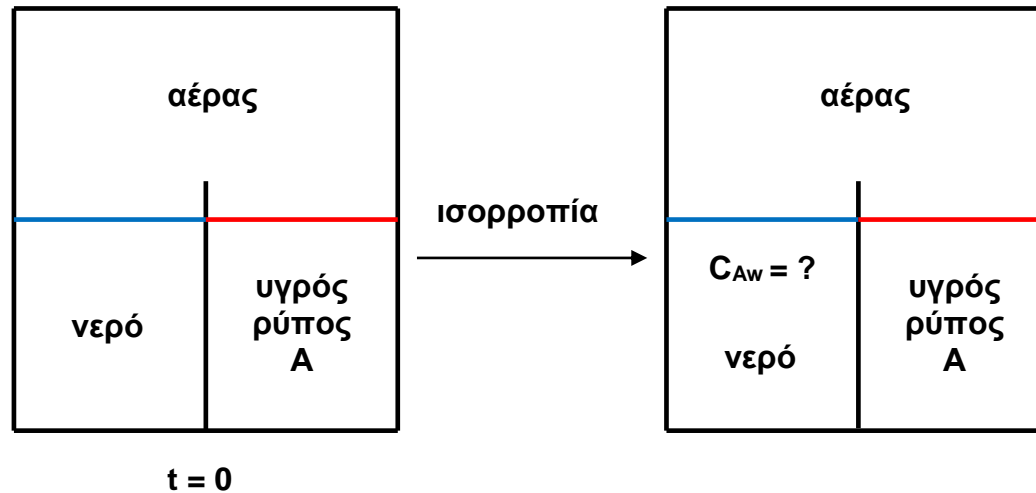 αέρας
νερό
υγρός
ρύπος
Α
t = 0
ισορροπία
αέρας
CAw = ?
νερό
υγρός
ρύπος
Α